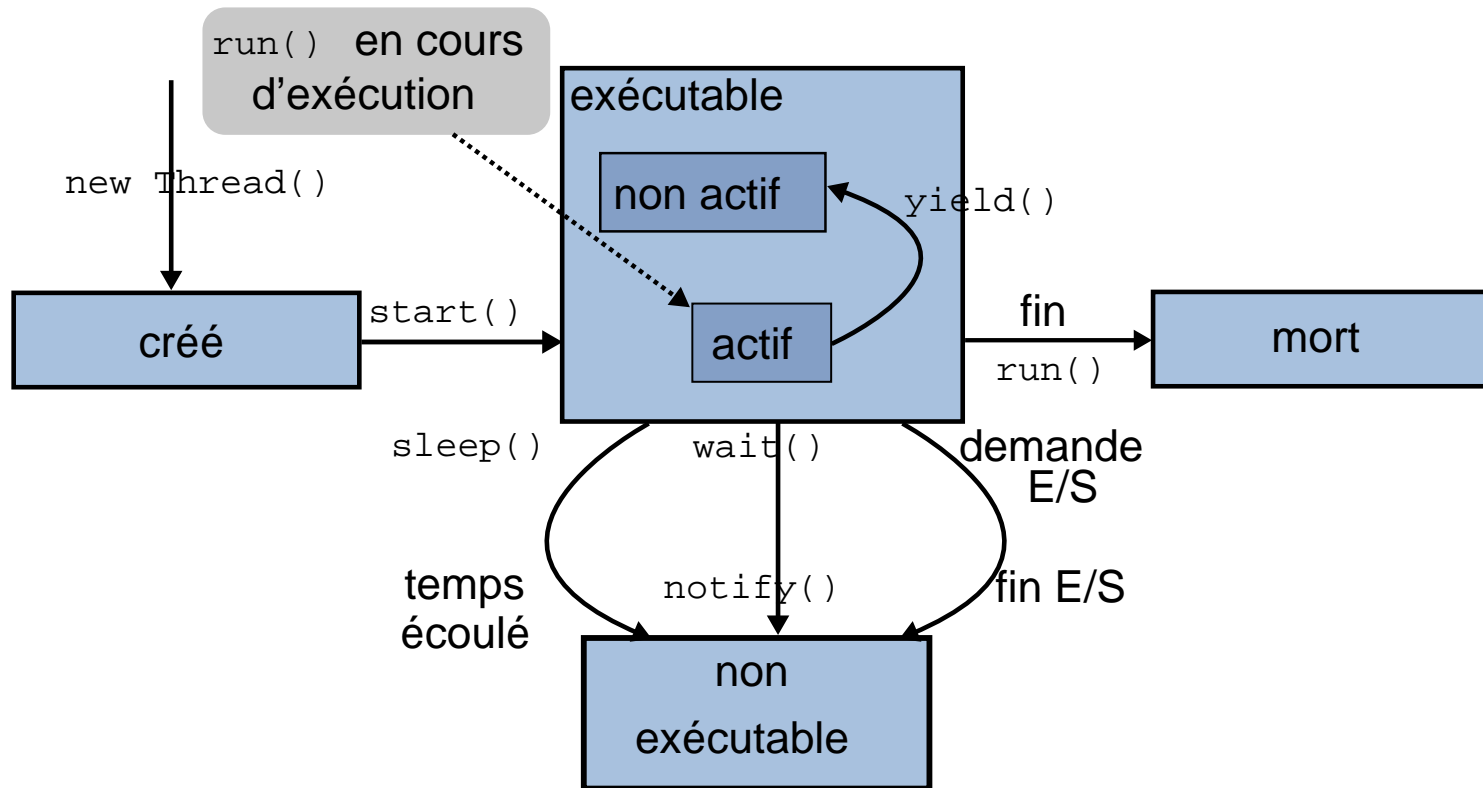 run() en cours
d'exécution
exécutable
new Thread()
non actif
yield()
créé
start()
actif
fin
run()
mort
sleep()
wait()
demande
E/S
temps
écoulé
notify()
fin E/S
non
exécutable